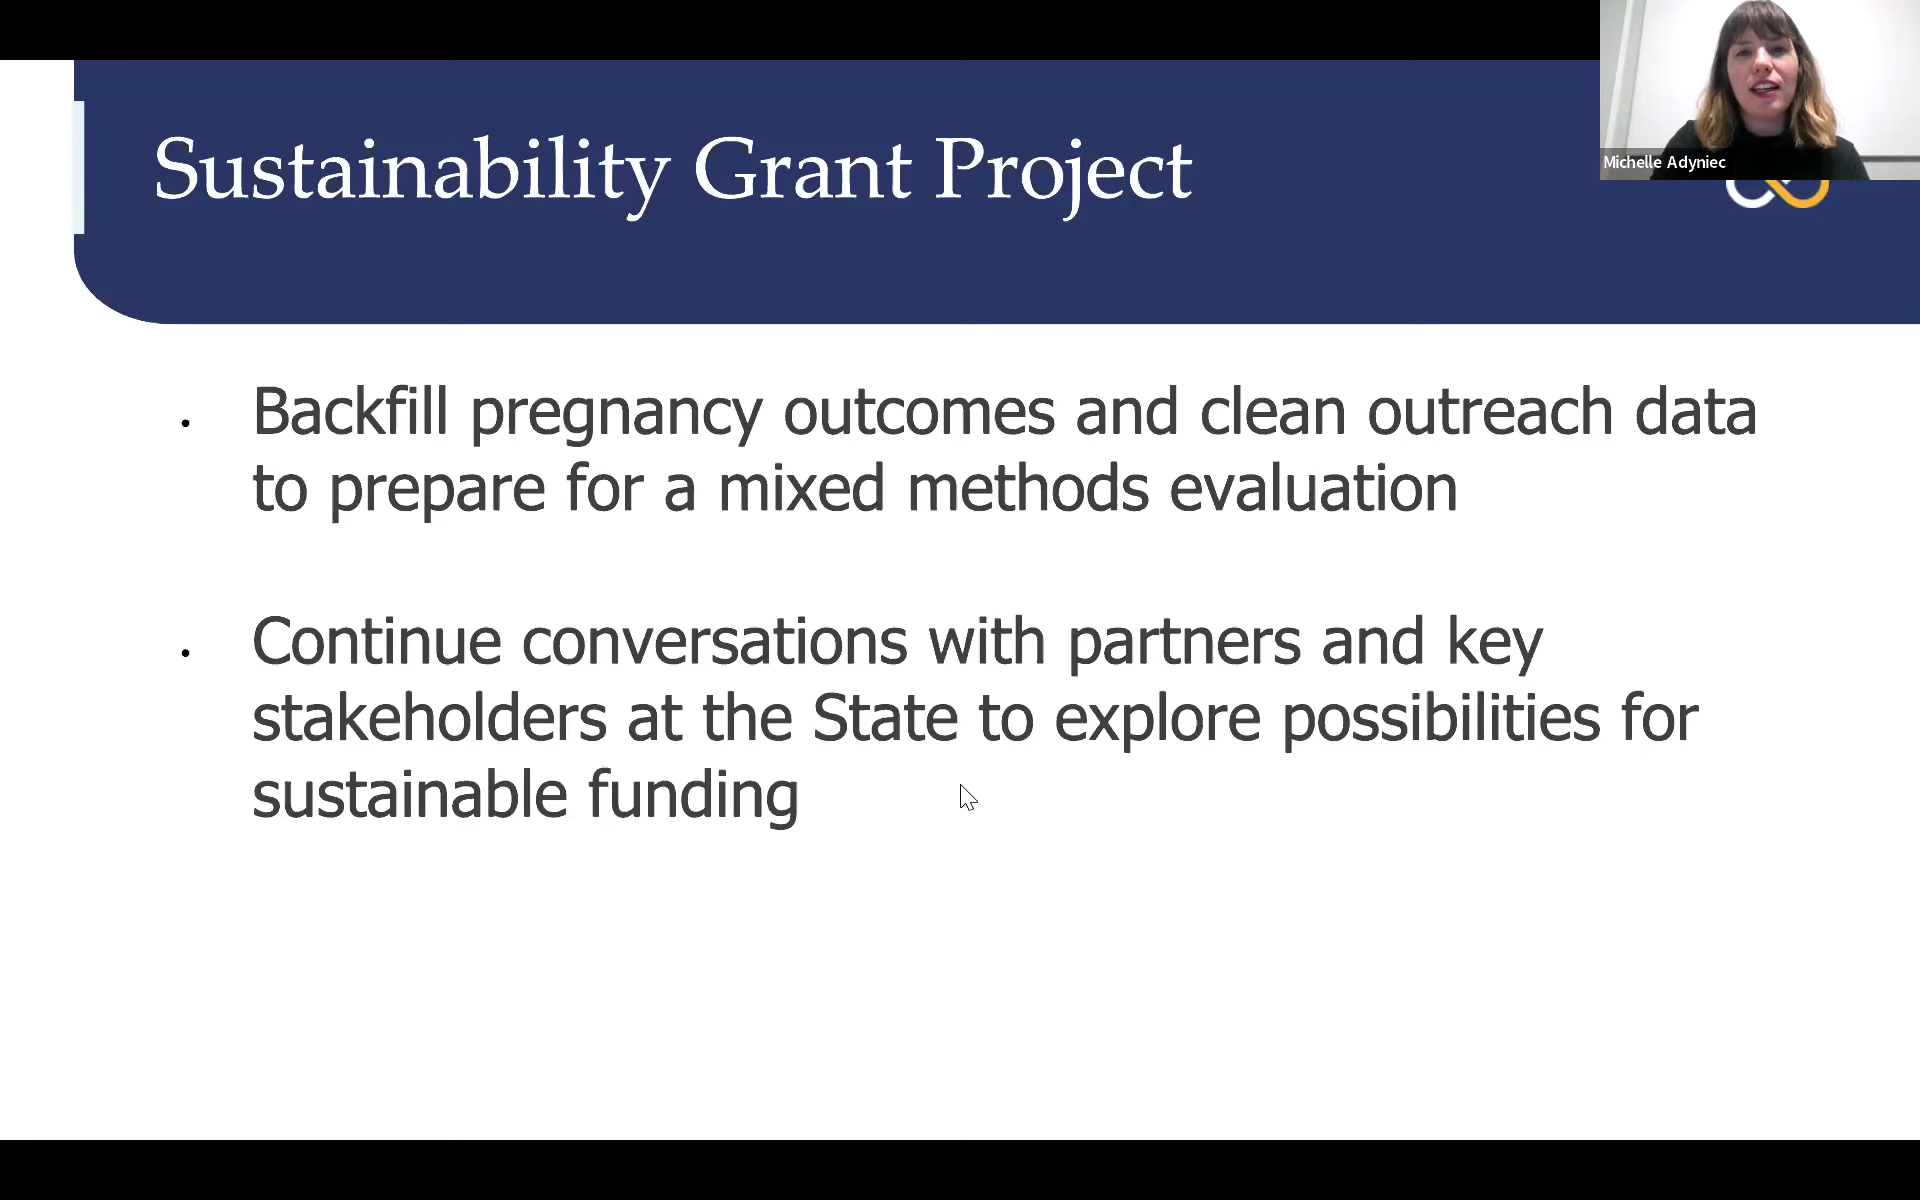 Sustainability Grant Project
Michelle Adyniec
• Backfill pregnancy outcomes and clean outreach data
to prepare for a mixed methods evaluation
• Continue conversations with partners and key
stakeholders at the State to explore possibilities for
sustainable funding